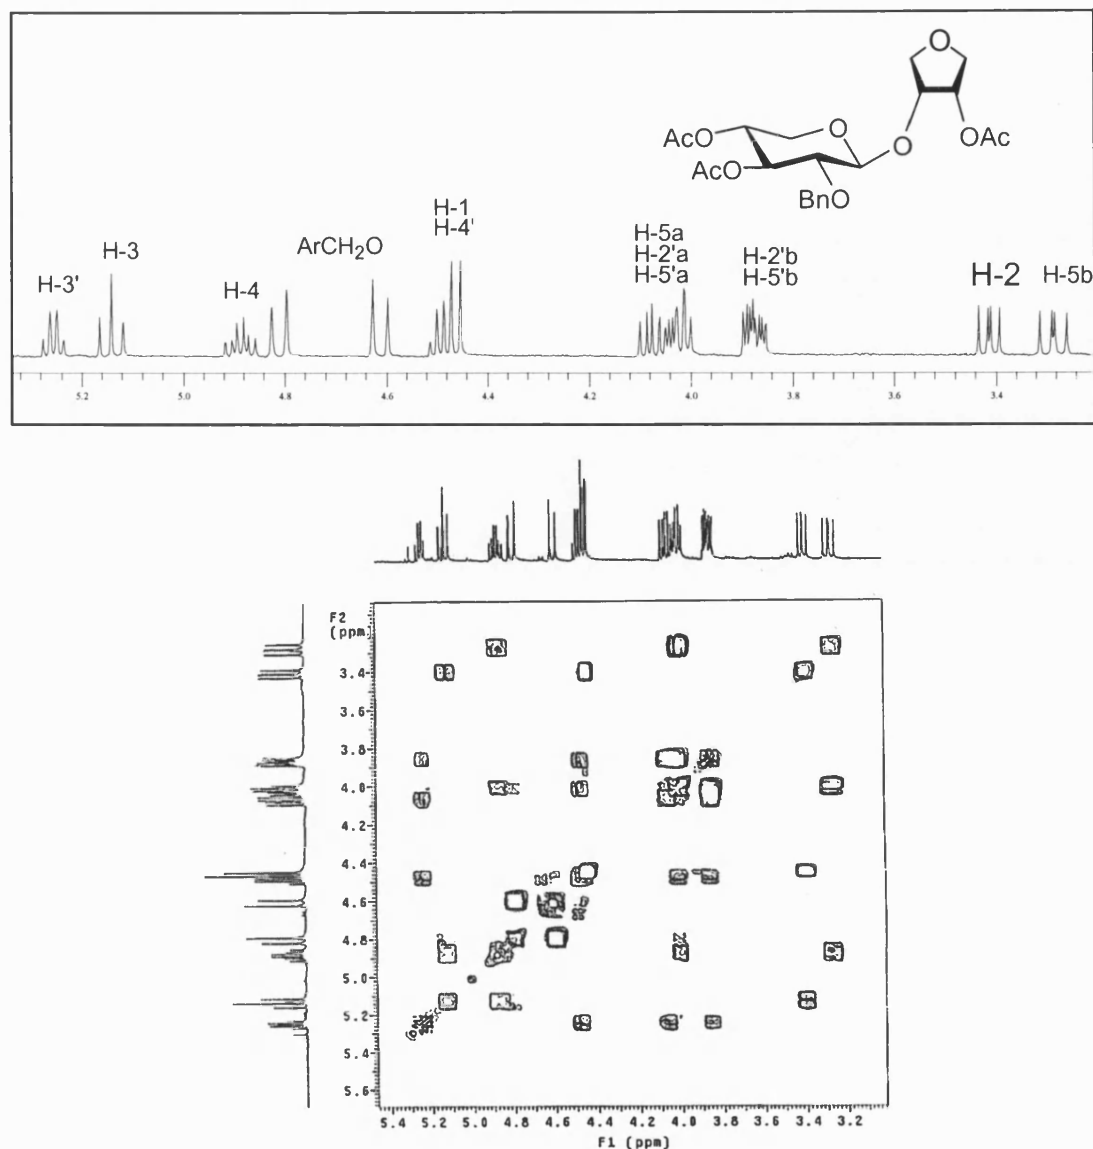 O
AcO
O
AcO
O
OAc
BnO
H-1
H-4'
H-3
ArCH₂O
H-3'
H-4
H-5a
H-2'a
H-5'a
H-2'b
H-5'b
H-2
H-5b
5.2 5.0 4.8 4.6 4.4 4.2 4.0 3.8 3.6 3.4
F2
(ppm)
3.4
3.6
3.8
4.0
4.2
4.4
4.6
4.8
5.0
5.2
5.4
5.6
5.4 5.2 5.0 4.8 4.6 4.4 4.2 4.0 3.8 3.6 3.4 3.2
F1 (ppm)